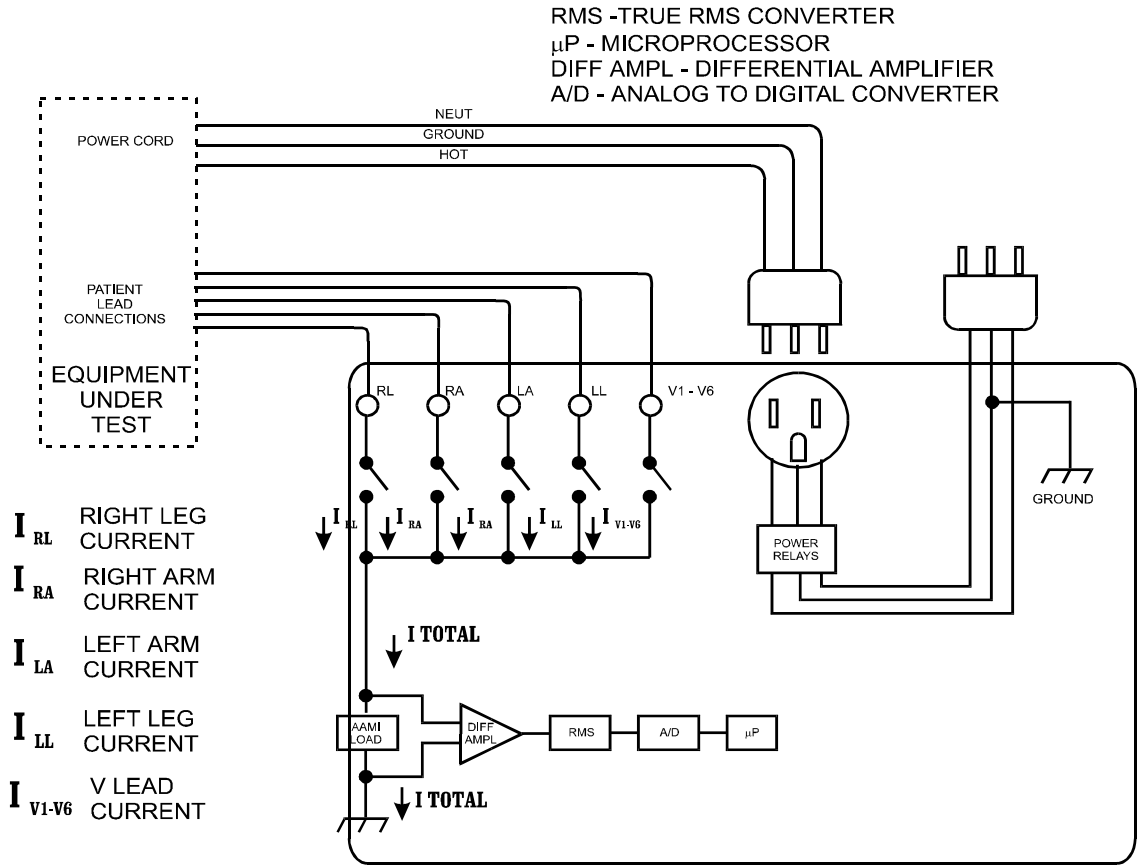 RMS -TRUE RMS CONVERTER
µP - MICROPROCESSOR
DIFF AMPL - DIFFERENTIAL AMPLIFIER
A/D - ANALOG TO DIGITAL CONVERTER
NEUT
GROUND
HOT
POWER CORD
PATIENT
LEAD
CONNECTIONS
EQUIPMENT
UNDER
TEST
RL
RA
LA
LL
V1 - V6
GROUND
POWER
RELAYS
I RL
I RA
I RA
I LL
I V1-V6
I RL RIGHT LEG
CURRENT
I RA RIGHT ARM
CURRENT
I LA LEFT ARM
CURRENT
I LL LEFT LEG
CURRENT
I V1-V6 V LEAD
CURRENT
I TOTAL
AAMI
LOAD
DIFF
AMPL
RMS
A/D
µP
I TOTAL